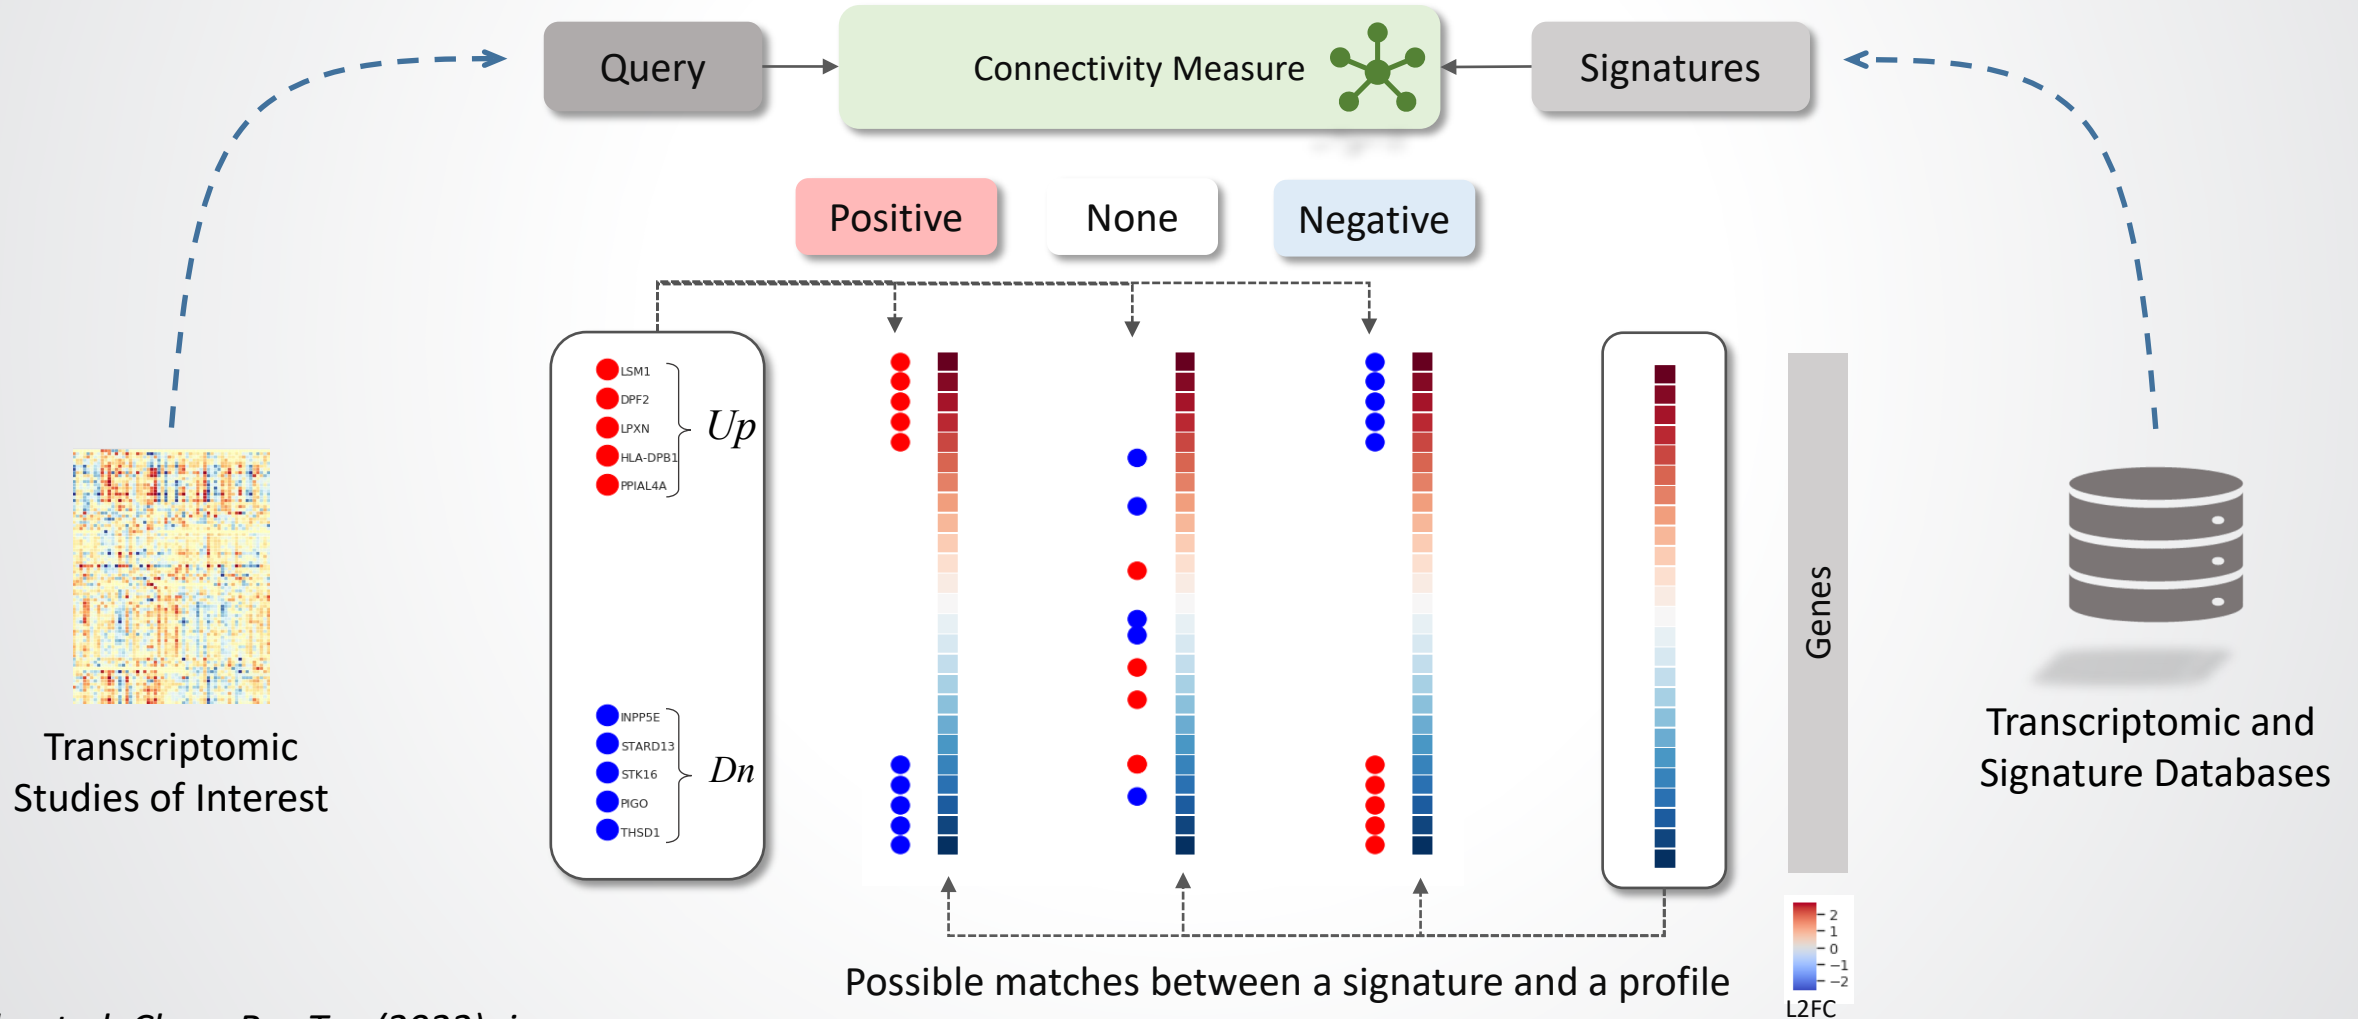 Query
Connectivity Measure
Signatures
Positive
None
Negative
LSM1
DPF2
LPXN
HLA-DPB1
PPIAL4A
Up
INPP5E
STARD13
STK16
PIGO
THSD1
Dn
Genes
Transcriptomic
Studies of Interest
Transcriptomic and
Signature Databases
2
1
0
−1
−2
L2FC
Possible matches between a signature and a profile